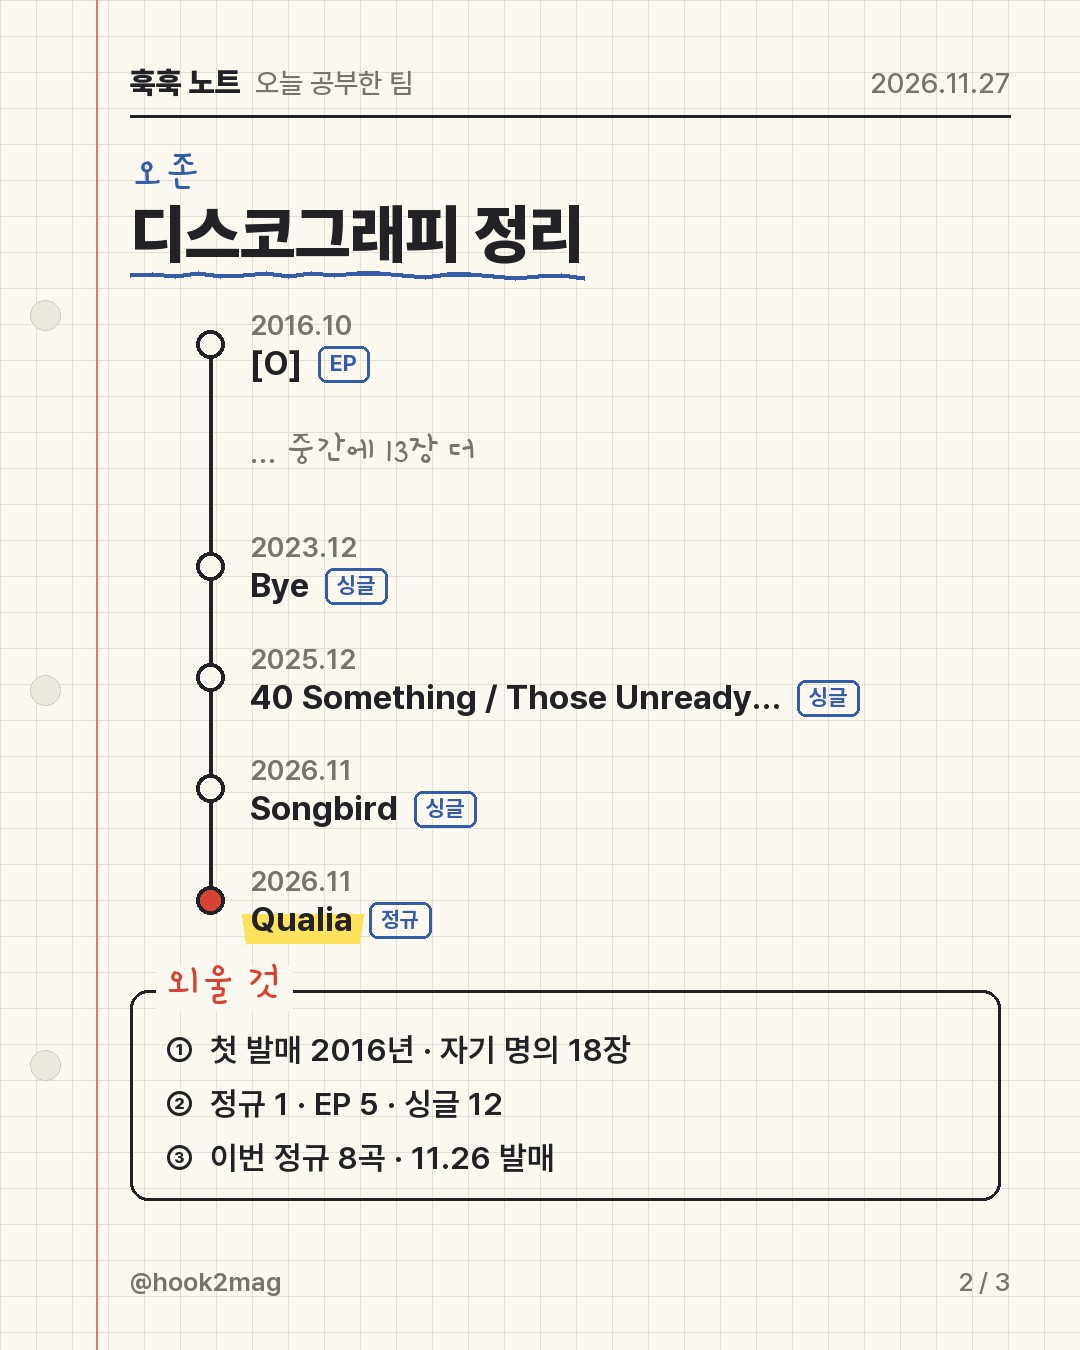 훅훅 노트 오늘 공부한 팀 2026.11.27
오존
디스코그래피 정리
2016.10
[O] EP
... 중간에 13장 더
2023.12
Bye 싱글
2025.12
40 Something / Those Unready... 싱글
2026.11
Songbird 싱글
2026.11
Qualia 정규
외울 것
① 첫 발매 2016년 · 자기 명의 18장
② 정규 1 · EP 5 · 싱글 12
③ 이번 정규 8곡 · 11.26 발매
@hook2mag 2 / 3